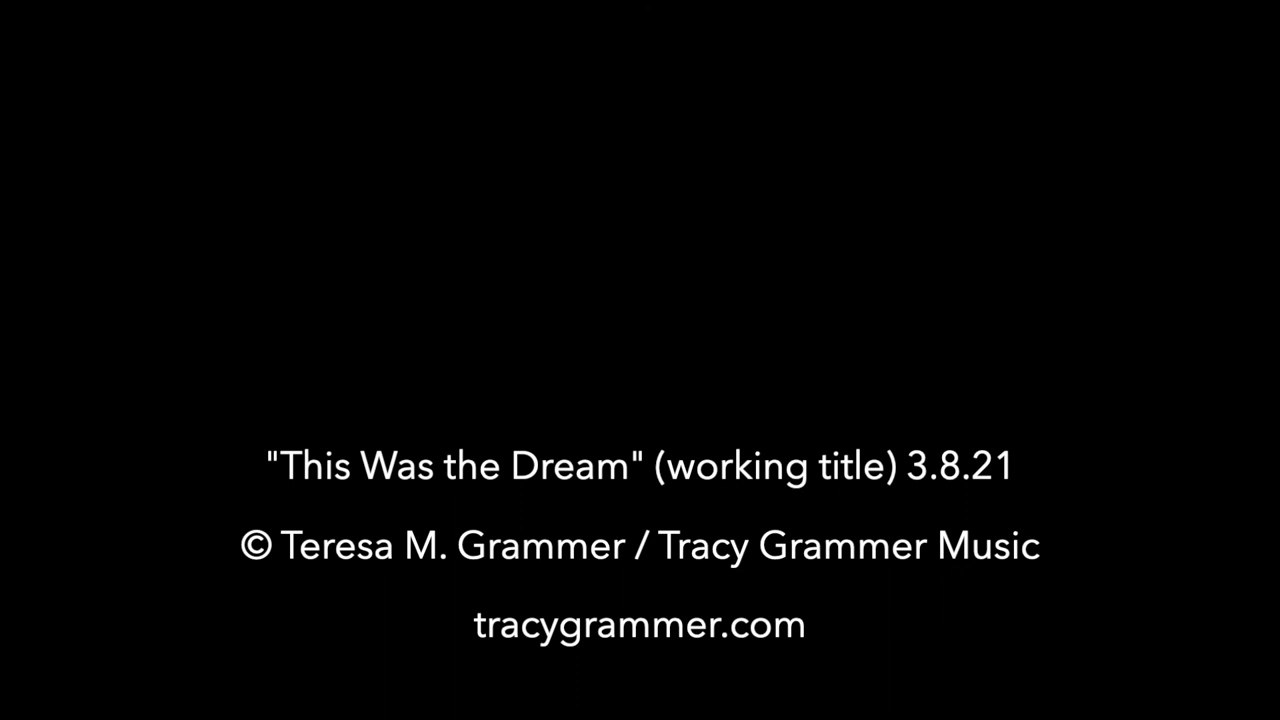 "This Was the Dream" (working title) 3.8.21
© Teresa M. Grammer / Tracy Grammer Music
tracygrammer.com